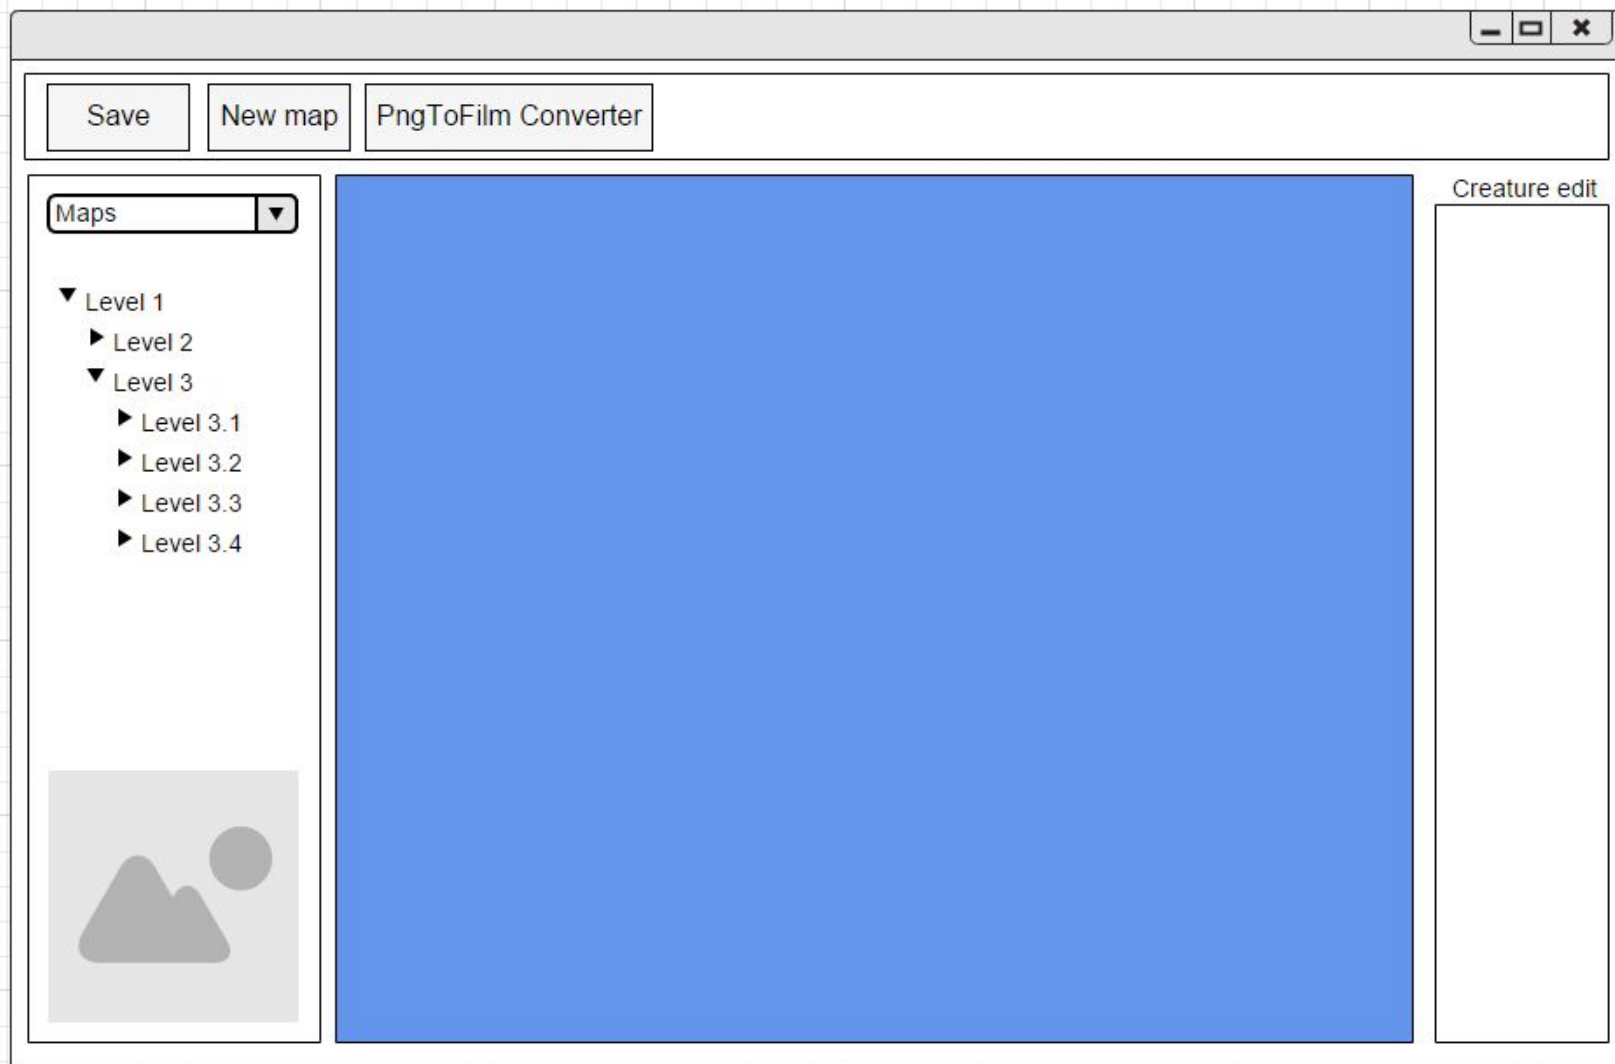 Save
New map
PngToFilm Converter
Maps
Creature edit
Level 1
Level 2
Level 3
Level 3.1
Level 3.2
Level 3.3
Level 3.4